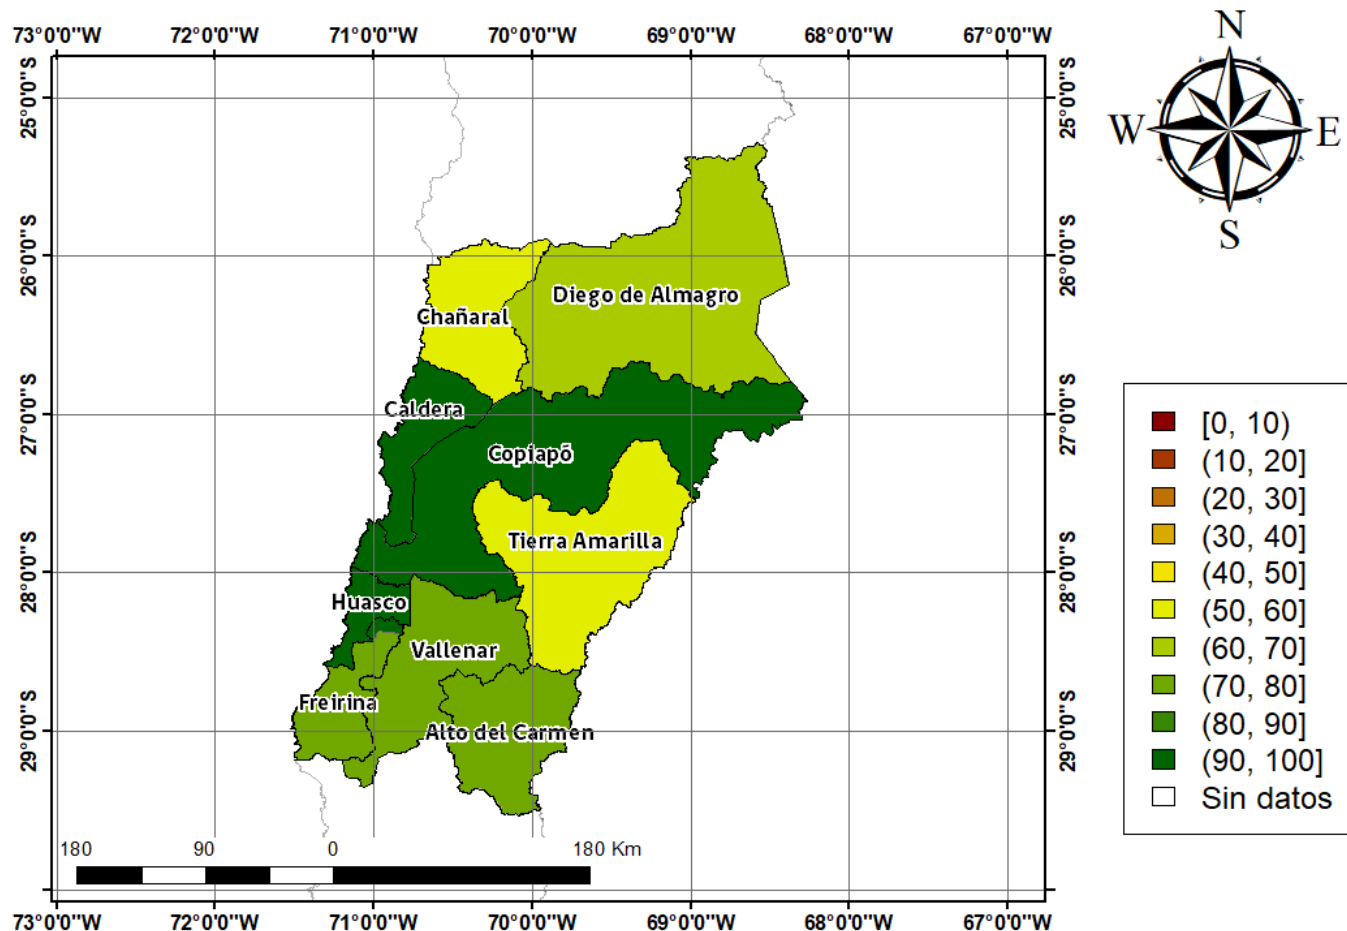 73°0'0"W 72°0'0"W 71°0'0"W 70°0'0"W 69°0'0"W 68°0'0"W 67°0'0"W
N
W E
S
25°0'0"S 25°0'0"S
26°0'0"S 26°0'0"S
27°0'0"S 27°0'0"S
28°0'0"S 28°0'0"S
29°0'0"S 29°0'0"S
Diego de Almagro
Chañaral
Caldera
Copiapó
Tierra Amarilla
Huasco
Vallenar
Freirina
Alto del Carmen
[0, 10)
(10, 20]
(20, 30]
(30, 40]
(40, 50]
(50, 60]
(60, 70]
(70, 80]
(80, 90]
(90, 100]
Sin datos
180 90 0 180 Km
73°0'0"W 72°0'0"W 71°0'0"W 70°0'0"W 69°0'0"W 68°0'0"W 67°0'0"W